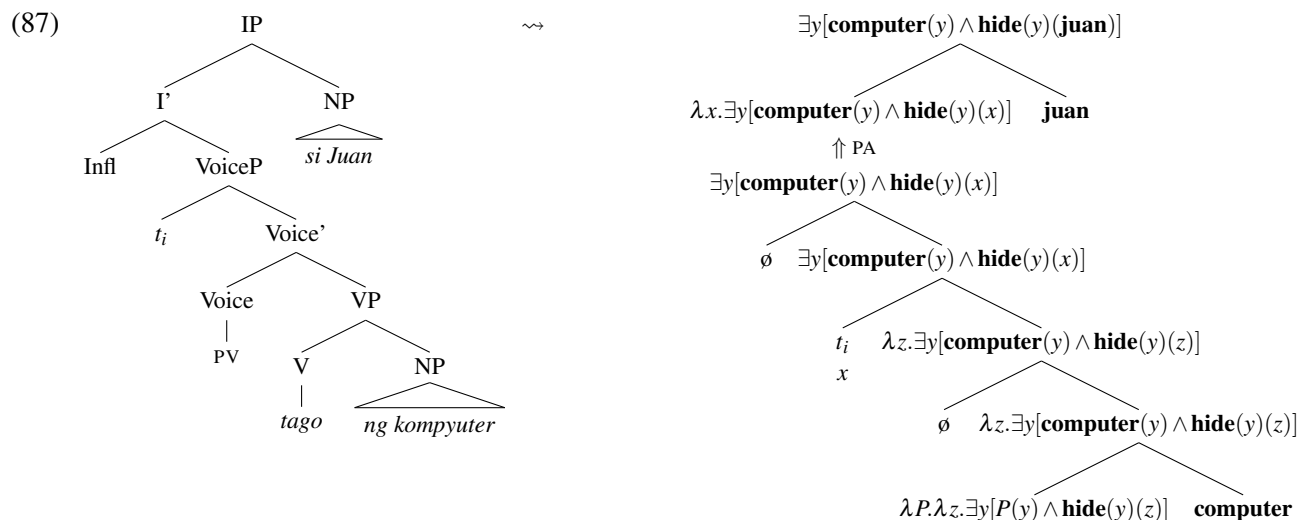 (87) IP ⇝ ∃y[computer(y) ∧ hide(y)(juan)]
I’ NP λx.∃y[computer(y) ∧ hide(y)(x)] juan
si Juan
⇑ PA
Infl VoiceP ∃y[computer(y) ∧ hide(y)(x)]
t_i Voice’ ø ∃y[computer(y) ∧ hide(y)(x)]
Voice VP
PV
t_i λz.∃y[computer(y) ∧ hide(y)(z)]
x
V NP
tago ng kompyuter
ø λz.∃y[computer(y) ∧ hide(y)(z)]
λP.λz.∃y[P(y) ∧ hide(y)(z)] computer